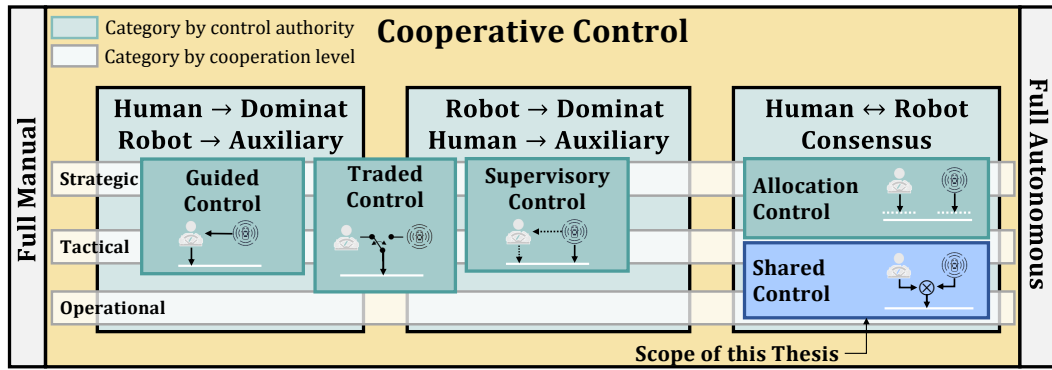 Category by control authority
Category by cooperation level
Cooperative Control
Full Manual
Full Autonomous
Human → Dominat
Robot → Auxiliary
Robot → Dominat
Human → Auxiliary
Human ↔ Robot
Consensus
Strategic
Tactical
Operational
Guided
Control
Traded
Control
Supervisory
Control
Allocation
Control
Shared
Control
Scope of this Thesis